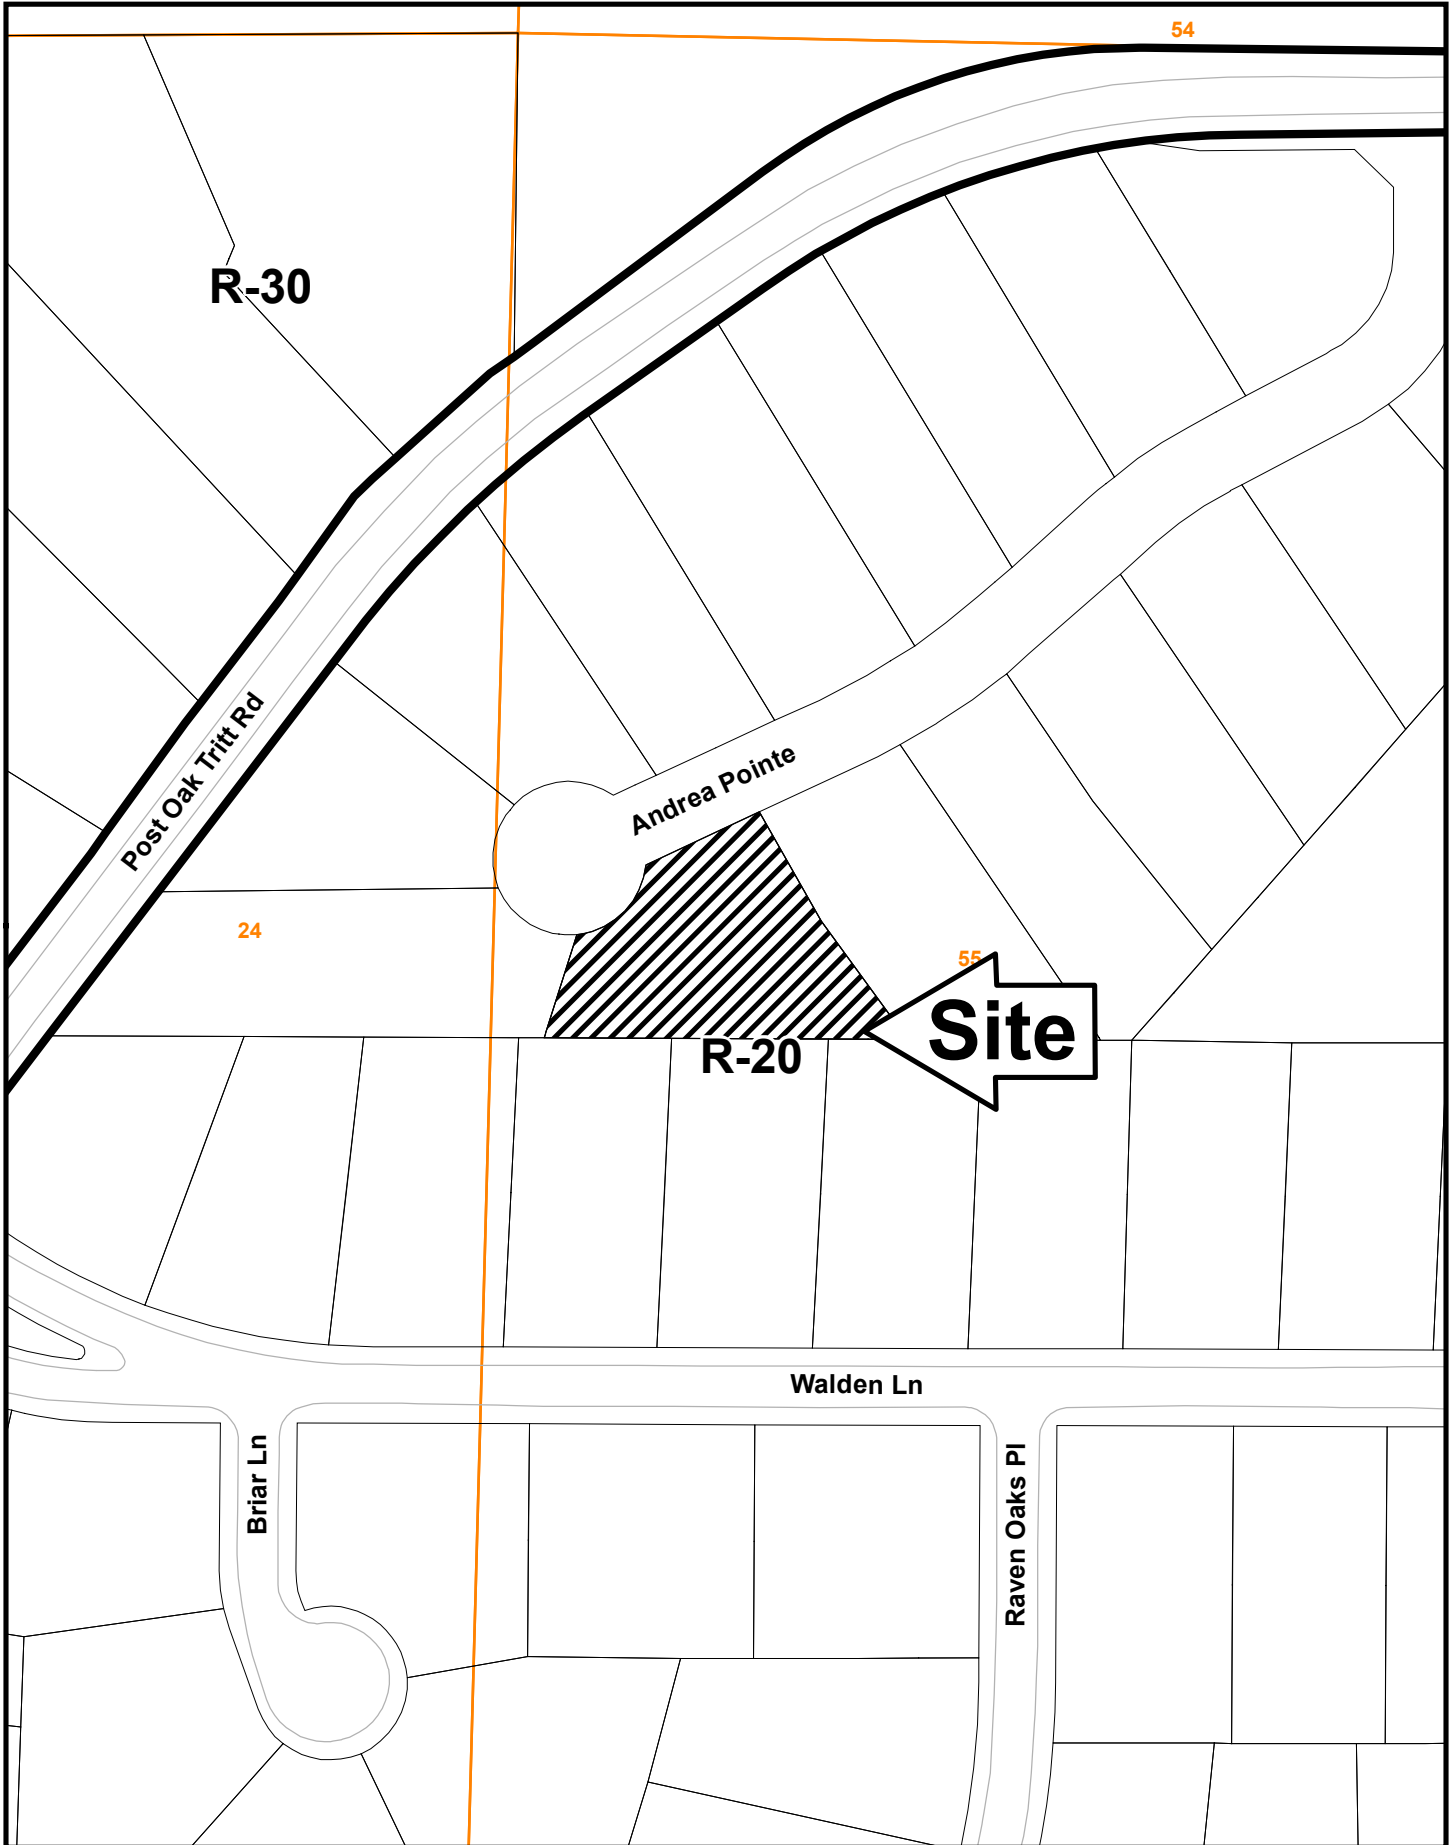 54
R-30
Post Oak Tritt Rd
Andrea Pointe
24
55
Site
R-20
Walden Ln
Briar Ln
Raven Oaks Pl